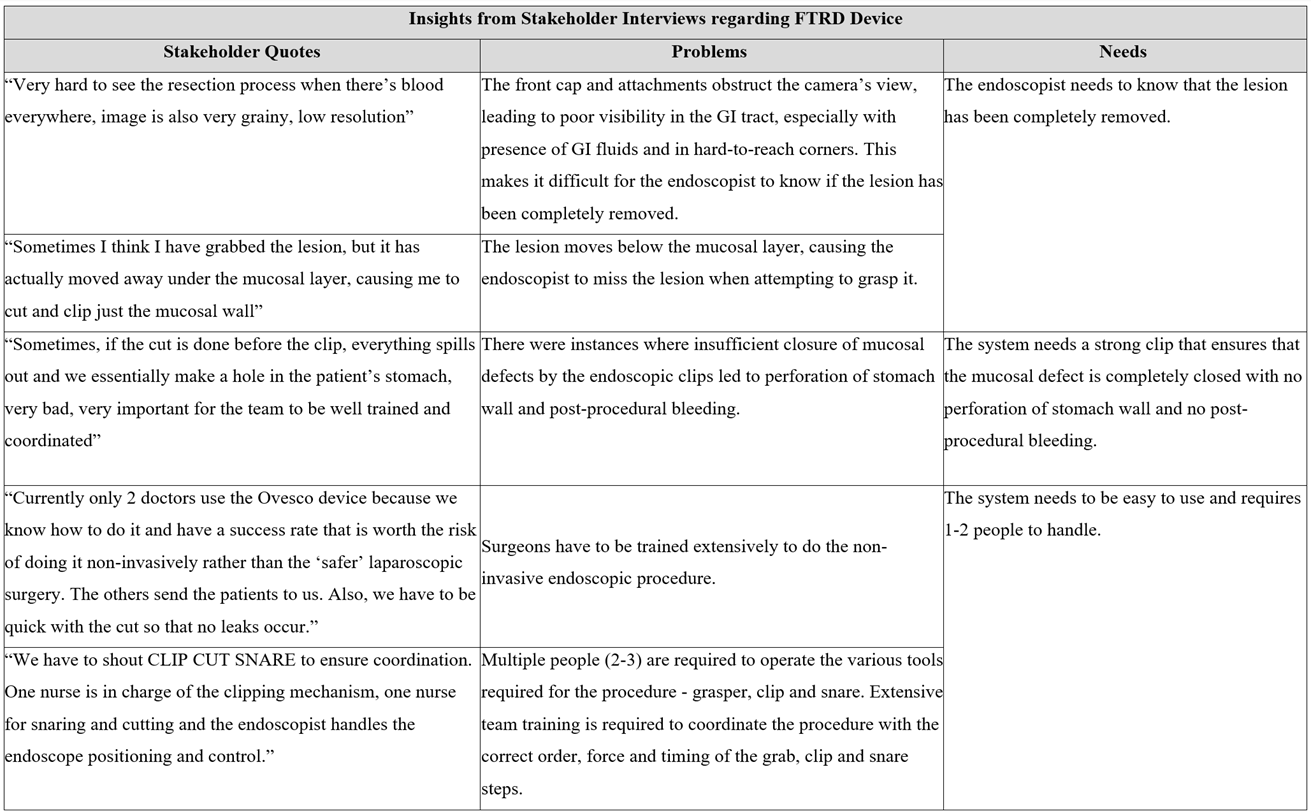 Insights from Stakeholder Interviews regarding FTRD Device
Stakeholder Quotes
Problems
Needs
“Very hard to see the resection process when there’s blood
everywhere, image is also very grainy, low resolution”
The front cap and attachments obstruct the camera’s view,
leading to poor visibility in the GI tract, especially with
presence of GI fluids and in hard-to-reach corners. This
makes it difficult for the endoscopist to know if the lesion has
been completely removed.
The endoscopist needs to know that the lesion
has been completely removed.
“Sometimes I think I have grabbed the lesion, but it has
actually moved away under the mucosal layer, causing me to
cut and clip just the mucosal wall”
The lesion moves below the mucosal layer, causing the
endoscopist to miss the lesion when attempting to grasp it.
“Sometimes, if the cut is done before the clip, everything spills
out and we essentially make a hole in the patient’s stomach,
very bad, very important for the team to be well trained and
coordinated”
There were instances where insufficient closure of mucosal
defects by the endoscopic clips led to perforation of stomach
wall and post-procedural bleeding.
The system needs a strong clip that ensures that
the mucosal defect is completely closed with no
perforation of stomach wall and no post-
procedural bleeding.
“Currently only 2 doctors use the Ovesco device because we
know how to do it and have a success rate that is worth the risk
of doing it non-invasively rather than the ‘safer’ laparoscopic
surgery. The others send the patients to us. Also, we have to be
quick with the cut so that no leaks occur.”
Surgeons have to be trained extensively to do the non-
invasive endoscopic procedure.
The system needs to be easy to use and requires
1-2 people to handle.
“We have to shout CLIP CUT SNARE to ensure coordination.
One nurse is in charge of the clipping mechanism, one nurse
for snaring and cutting and the endoscopist handles the
endoscope positioning and control.”
Multiple people (2-3) are required to operate the various tools
required for the procedure - grasper, clip and snare. Extensive
team training is required to coordinate the procedure with the
correct order, force and timing of the grab, clip and snare
steps.